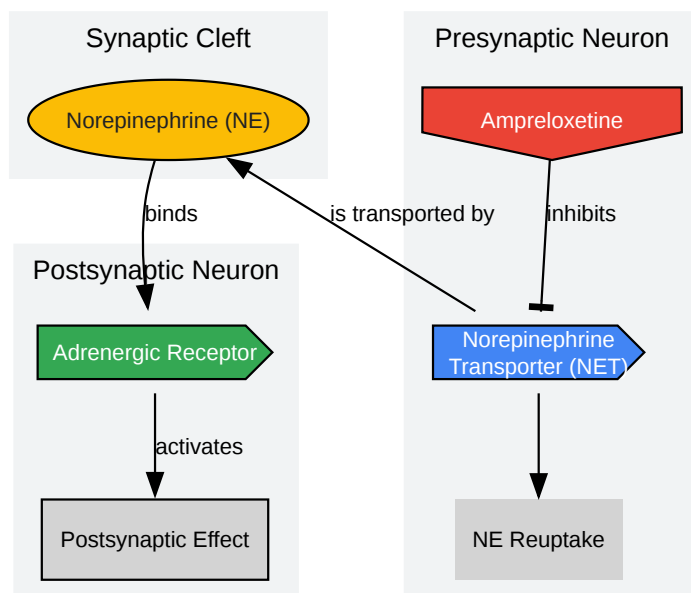 Synaptic Cleft
Presynaptic Neuron
Norepinephrine (NE)
Ampreloxetine
binds
is transported by
inhibits
Postsynaptic Neuron
Adrenergic Receptor
Norepinephrine
Transporter (NET)
activates
Postsynaptic Effect
NE Reuptake